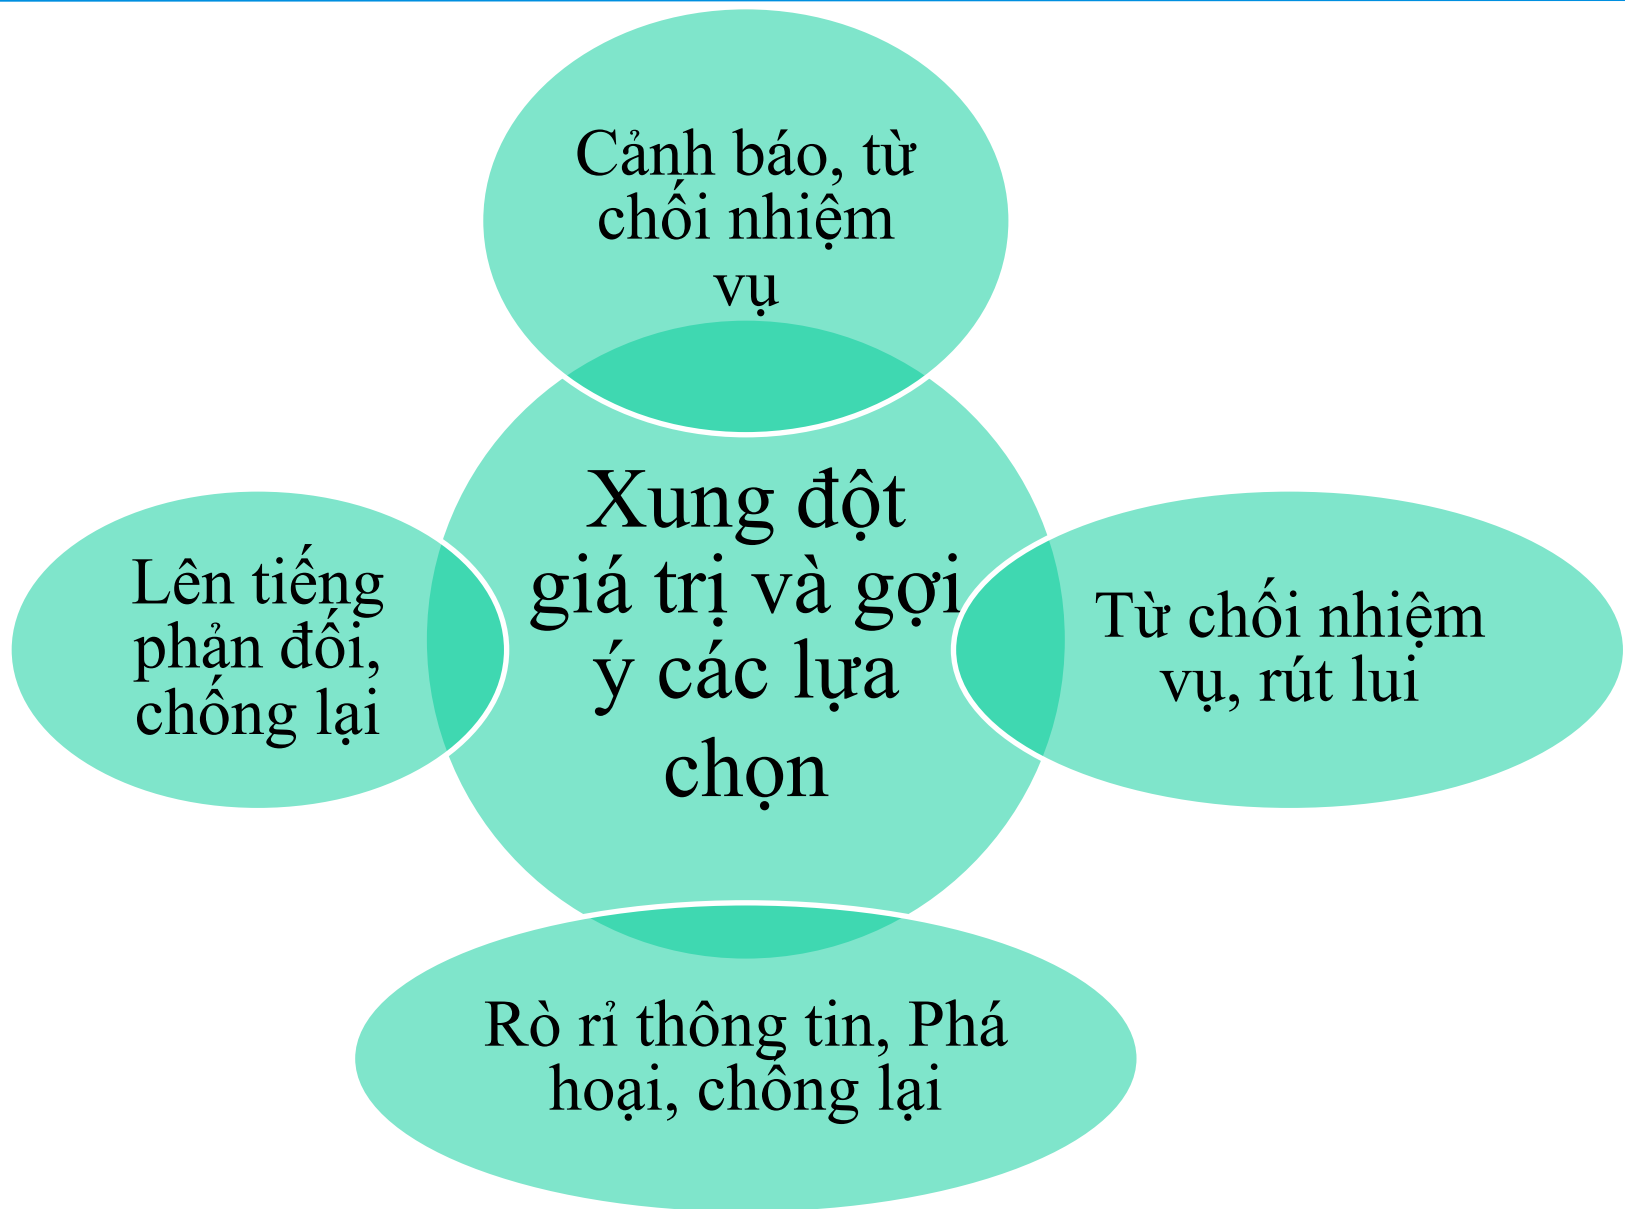 Cảnh báo, từ
chối nhiệm
vụ
Xung đột
giá trị và gợi
ý các lựa
chọn
Lên tiếng
phản đối,
chống lại
Từ chối nhiệm
vụ, rút lui
Rò rỉ thông tin, Phá
hoại, chống lại